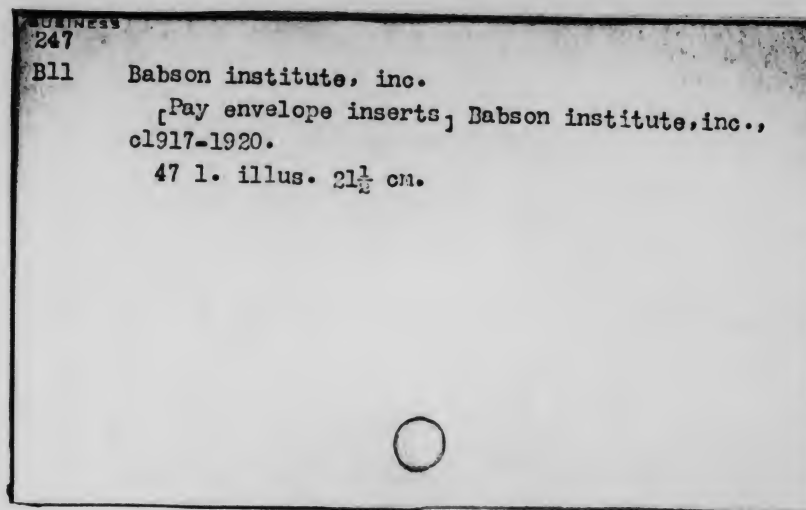 BUSINESS
247
B11 Babson institute, inc.
[Pay envelope inserts] Babson institute,inc.,
c1917-1920.
47 l. illus. 21½ cm.